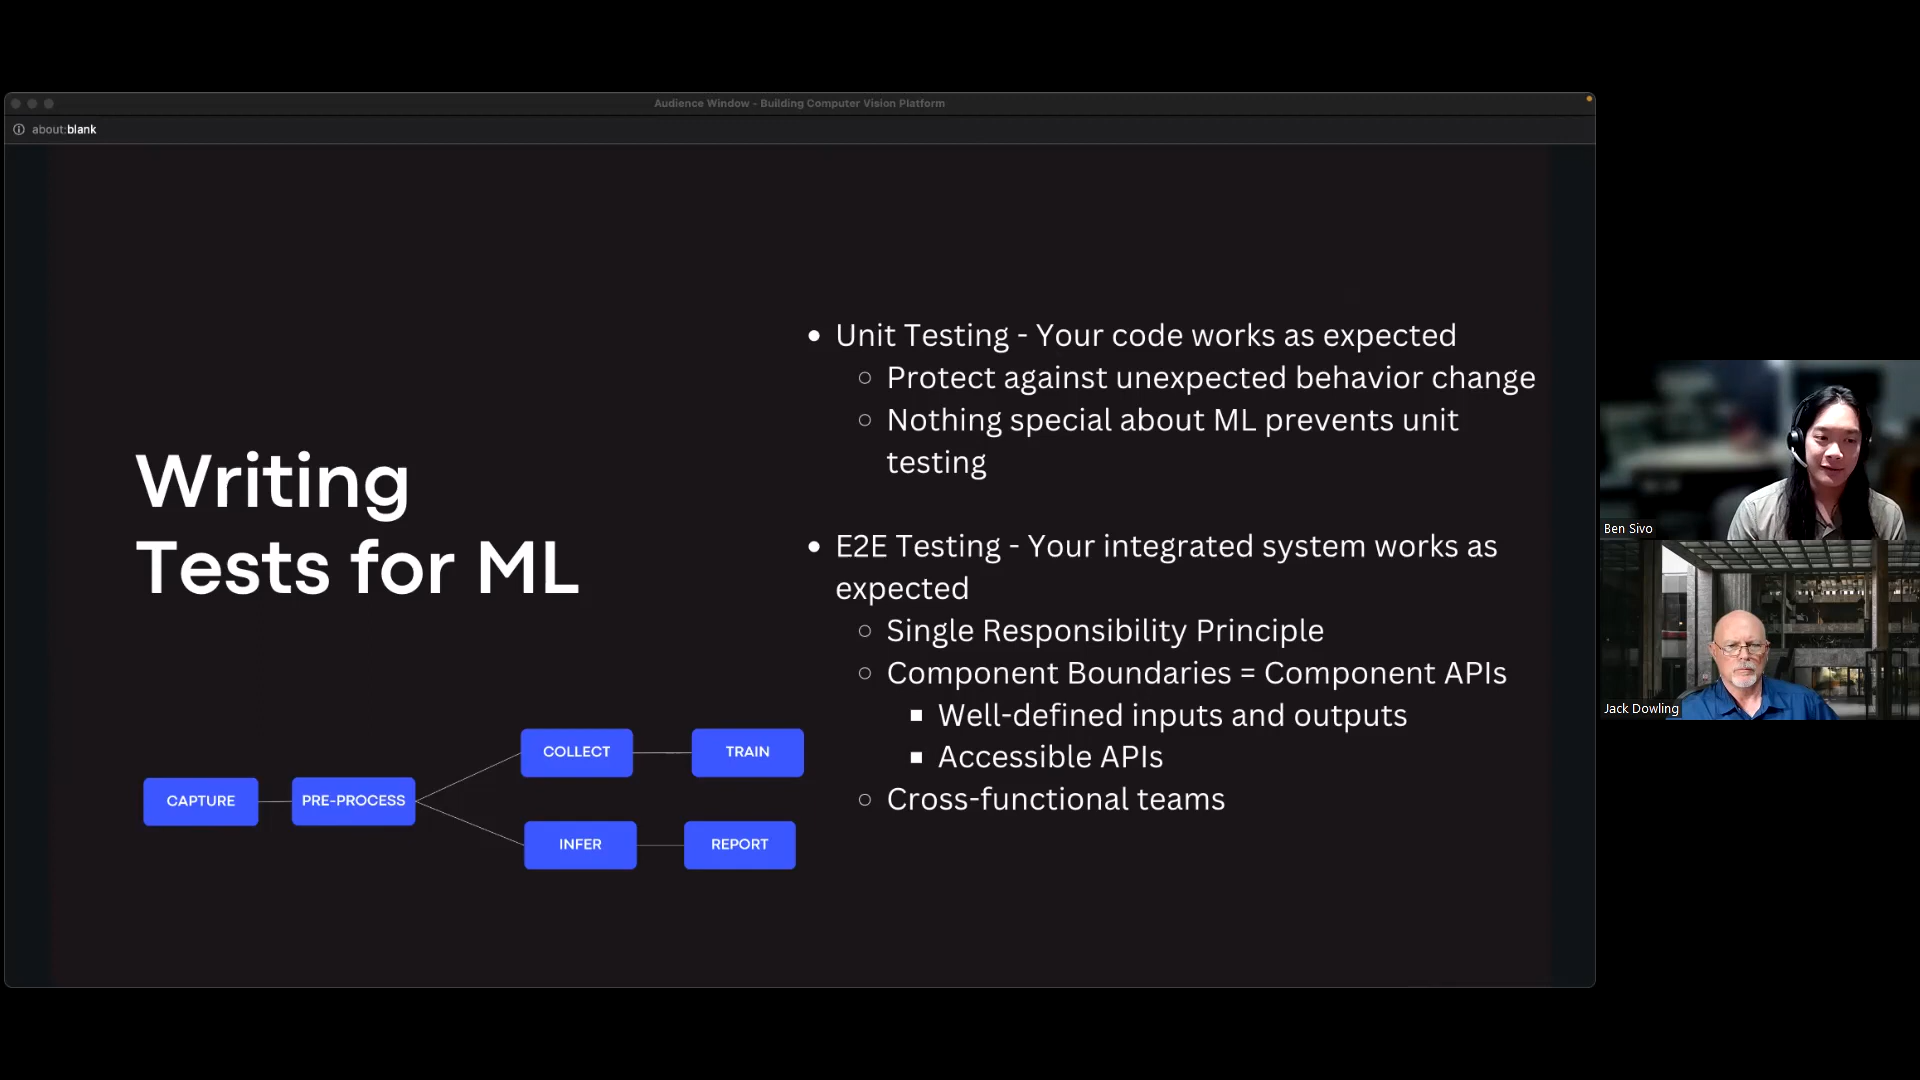 Audience Window - Building Computer Vision Platform
about:blank
Writing
Tests for ML
• Unit Testing - Your code works as expected
○ Protect against unexpected behavior change
○ Nothing special about ML prevents unit
testing
• E2E Testing - Your integrated system works as
expected
○ Single Responsibility Principle
○ Component Boundaries = Component APIs
■ Well-defined inputs and outputs
■ Accessible APIs
○ Cross-functional teams
CAPTURE
PRE-PROCESS
COLLECT
TRAIN
INFER
REPORT
Ben Sivo
Jack Dowling